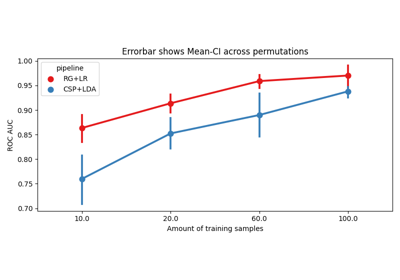 Errorbar shows Mean-CI across permutations
pipeline
RG+LR
CSP+LDA
ROC AUC
1.00
0.95
0.90
0.85
0.80
0.75
0.70
10.0 20.0 60.0 100.0
Amount of training samples